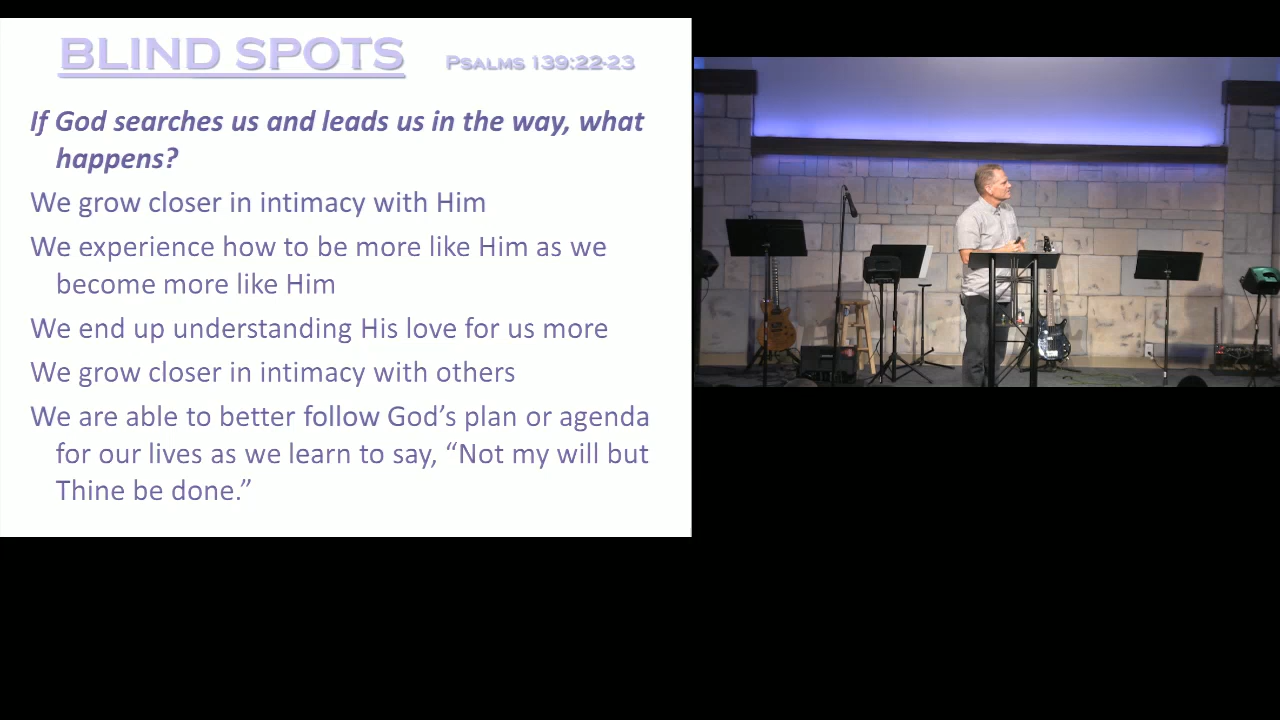 BLIND SPOTS Psalms 139:22-23
If God searches us and leads us in the way, what
happens?
We grow closer in intimacy with Him
We experience how to be more like Him as we
become more like Him
We end up understanding His love for us more
We grow closer in intimacy with others
We are able to better follow God’s plan or agenda
for our lives as we learn to say, “Not my will but
Thine be done.”